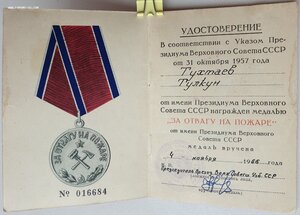 ЗА ОТВАГУ НА ПОЖАРЕ
№ 016684
УДОСТОВЕРЕНИЕ
В соответствии с Указом Пре-
зидиума Верховного Совета СССР
от 31 октября 1957 года
Тухтаев
Тулкун
от имени Президиума Верховного
Совета СССР награжден медалью
"ЗА ОТВАГУ НА ПОЖАРЕ"
от имени Президиума Верховного
Совета СССР
медаль вручена
4 ноября 1966 года